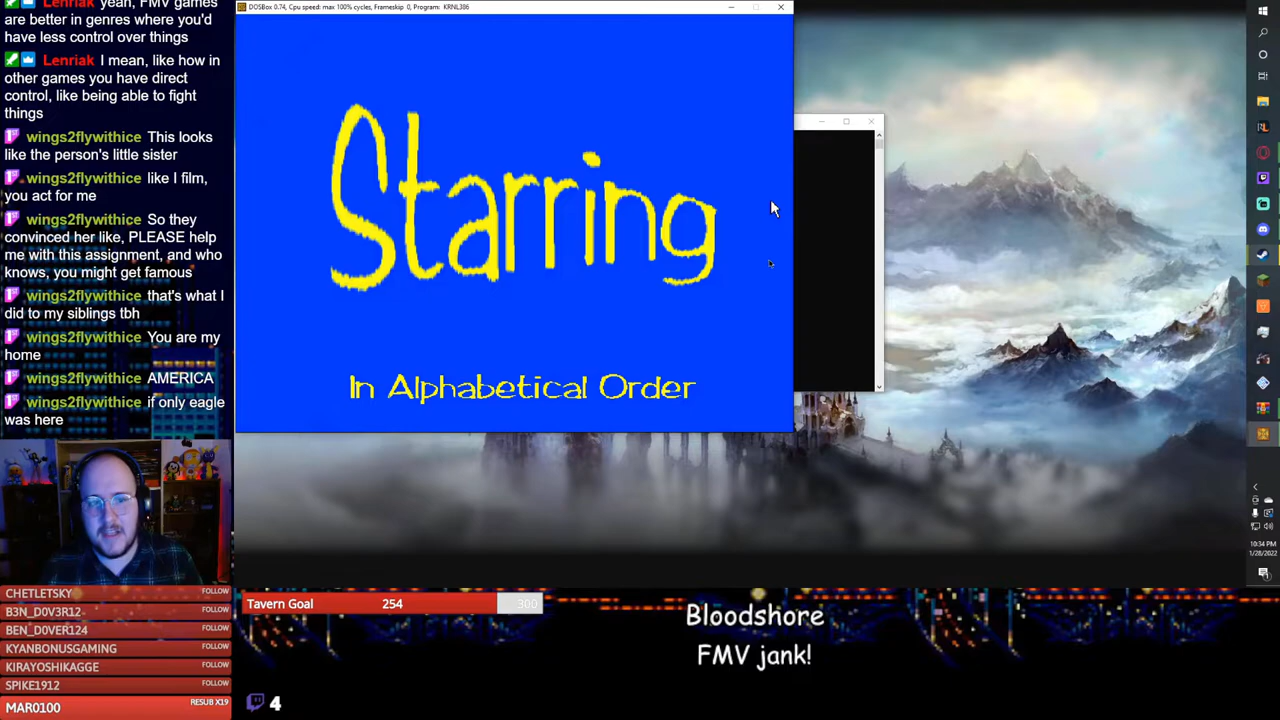 Lenriak yeah, FMV games
are better in genres where you'd
have less control over things
Lenriak I mean, like how in
other games you have direct
control, like being able to fight
things
wings2flywithice This looks
like the person's little sister
wings2flywithice like I film,
you act for me
wings2flywithice So they
convinced her like, PLEASE help
me with this assignment, and who
knows, you might get famous
wings2flywithice that's what I
did to my siblings tbh
wings2flywithice You are my
home
wings2flywithice AMERICA
wings2flywithice if only eagle
was here
DOSBox 0.74, Cpu speed: max 100% cycles, Frameskip 0, Program: KRNL386
Starring
In Alphabetical Order
10:34 PM
1/28/2022
CHETLETSKY FOLLOW
B3N_D0V3R12 FOLLOW
BEN_D0VER124 FOLLOW
KYANBONUSGAMING FOLLOW
KIRAYOSHIKAGGE FOLLOW
SPIKE1912 FOLLOW
MAR0100 RESUB X19
Tavern Goal 254 300
Bloodshore
FMV jank!
4